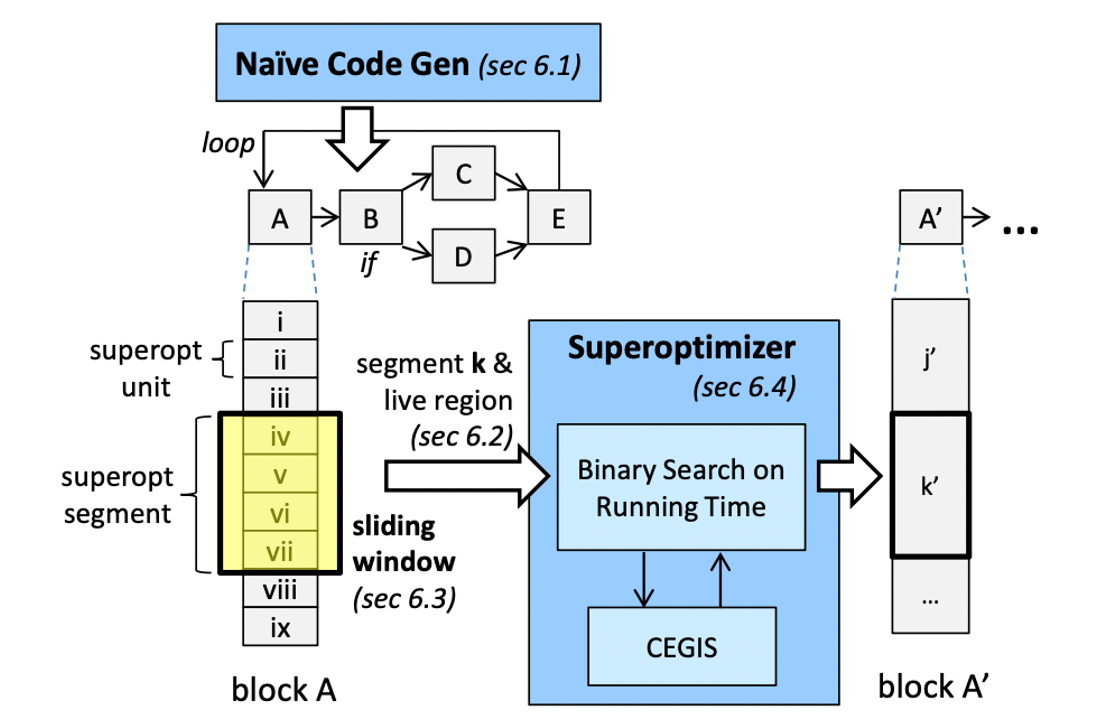 Naïve Code Gen (sec 6.1)
loop
C
A
B
E
A’
...
if
D
i
superopt
unit
ii
iii
iv
v
vi
vii
viii
ix
superopt
segment
sliding
window
(sec 6.3)
block A
segment k &
live region
(sec 6.2)
Superoptimizer
(sec 6.4)
Binary Search on
Running Time
CEGIS
j’
k’
...
block A’